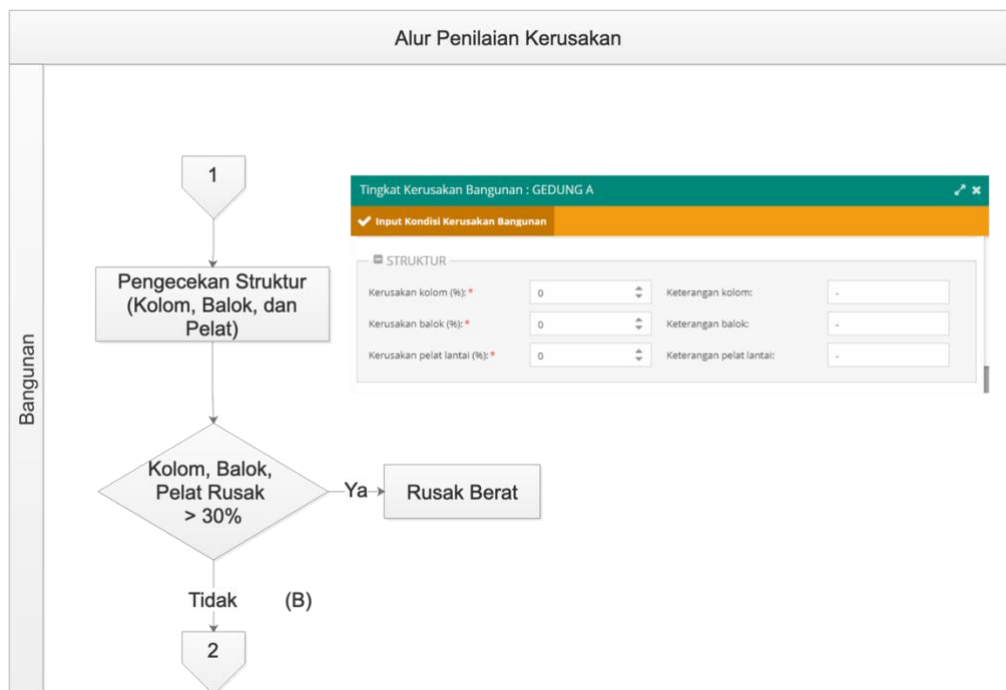 Alur Penilaian Kerusakan
Bangunan
1
Pengecekan Struktur
(Kolom, Balok, dan
Pelat)
Tingkat Kerusakan Bangunan : GEDUNG A
Input Kondisi Kerusakan Bangunan
STRUKTUR
Kerusakan kolom (%): * 0 Keterangan kolom: -
Kerusakan balok (%): * 0 Keterangan balok: -
Kerusakan pelat lantai (%): * 0 Keterangan pelat lantai: -
Kolom, Balok,
Pelat Rusak
> 30%
Ya
Rusak Berat
Tidak (B)
2